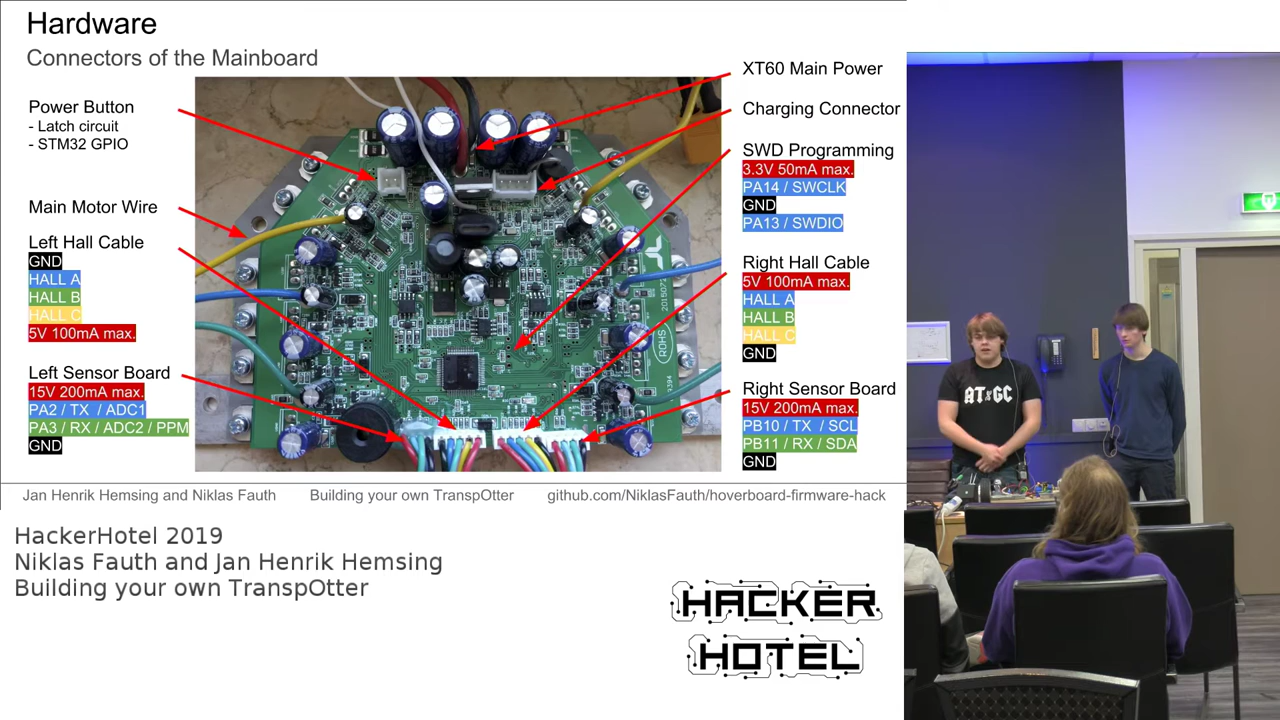 Hardware
Connectors of the Mainboard
Power Button
- Latch circuit
- STM32 GPIO
Main Motor Wire
Left Hall Cable
GND
HALL A
HALL B
HALL C
5V 100mA max.
Left Sensor Board
15V 200mA max.
PA2 / TX / ADC1
PA3 / RX / ADC2 / PPM
GND
XT60 Main Power
Charging Connector
SWD Programming
3.3V 50mA max.
PA14 / SWCLK
GND
PA13 / SWDIO
Right Hall Cable
5V 100mA max.
HALL A
HALL B
HALL C
GND
Right Sensor Board
15V 200mA max.
PB10 / TX / SCL
PB11 / RX / SDA
GND
ROHS
Jan Henrik Hemsing and Niklas Fauth
Building your own TranspOtter
github.com/NiklasFauth/hoverboard-firmware-hack
HackerHotel 2019
Niklas Fauth and Jan Henrik Hemsing
Building your own TranspOtter
HACKER
HOTEL